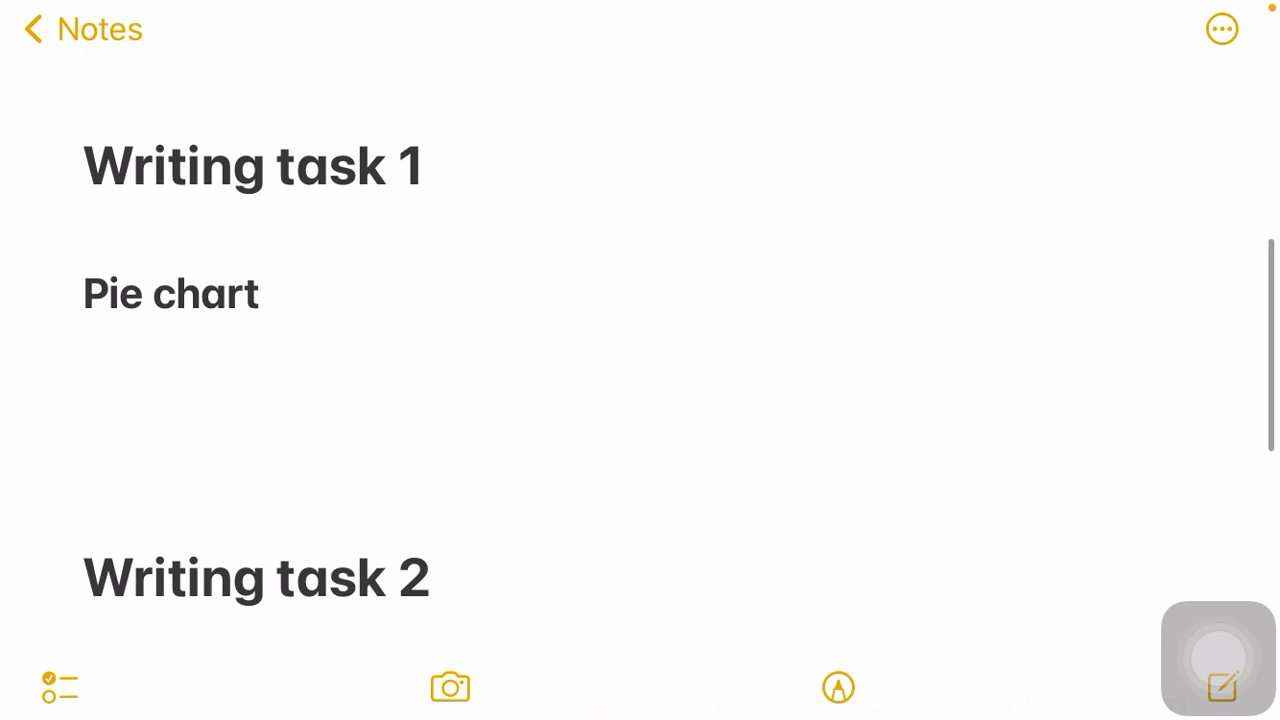 Notes
Writing task 1
Pie chart
Writing task 2